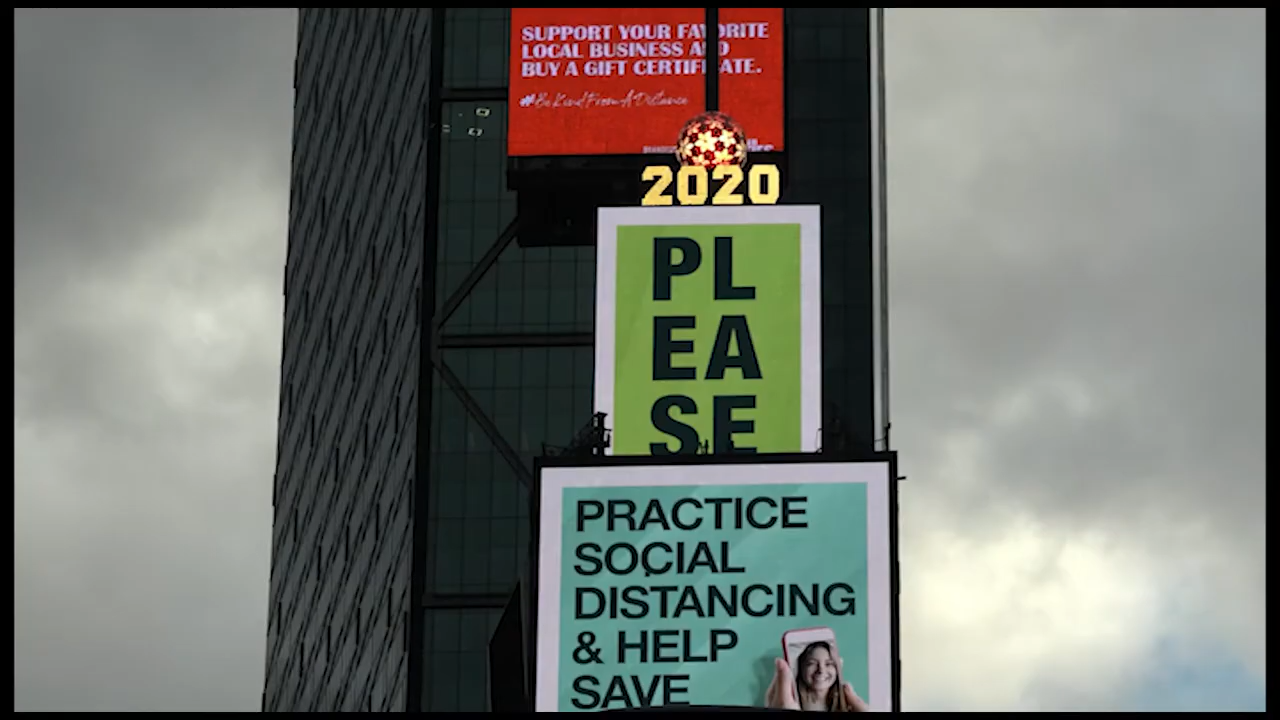 SUPPORT YOUR FAVORITE
LOCAL BUSINESS AND
BUY A GIFT CERTIFICATE.
#BeKindFromADistance
2020
PL
EA
SE
PRACTICE
SOCIAL
DISTANCING
& HELP
SAVE